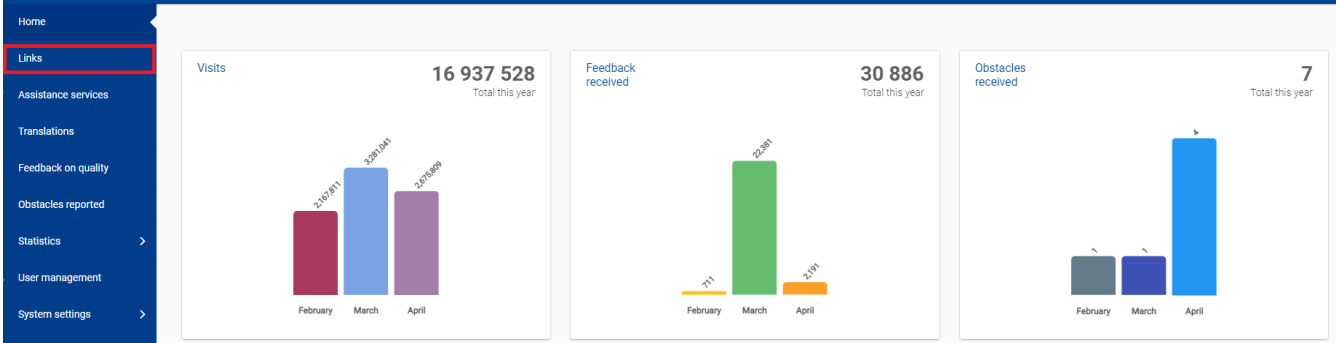 Home
Links
Assistance services
Translations
Feedback on quality
Obstacles reported
Statistics
User management
System settings
Visits
16 937 528
Total this year
2,167,811
3,281,041
2,675,809
February March April
Feedback
received
30 886
Total this year
711
22,381
2,191
February March April
Obstacles
received
7
Total this year
1
1
4
February March April